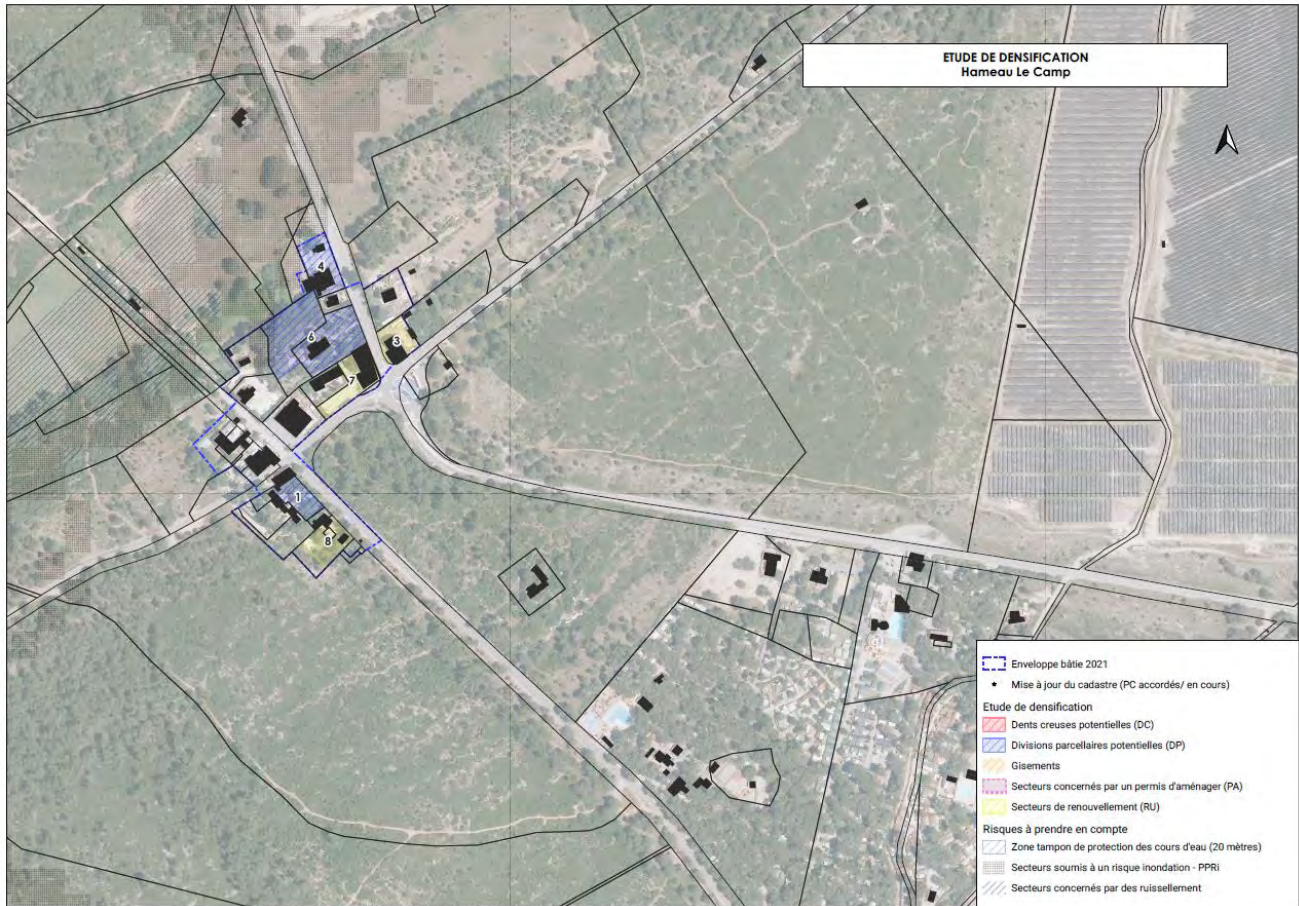 ETUDE DE DENSIFICATION
Hameau Le Camp
4
6
3
7
1
8
Enveloppe bâtie 2021
Mise à jour du cadastre (PC accordés/ en cours)
Etude de densification
Dents creuses potentielles (DC)
Divisions parcellaires potentielles (DP)
Gisements
Secteurs concernés par un permis d'aménager (PA)
Secteurs de renouvellement (RU)
Risques à prendre en compte
Zone tampon de protection des cours d'eau (20 mètres)
Secteurs soumis à un risque inondation - PPRi
Secteurs concernés par des ruissellement